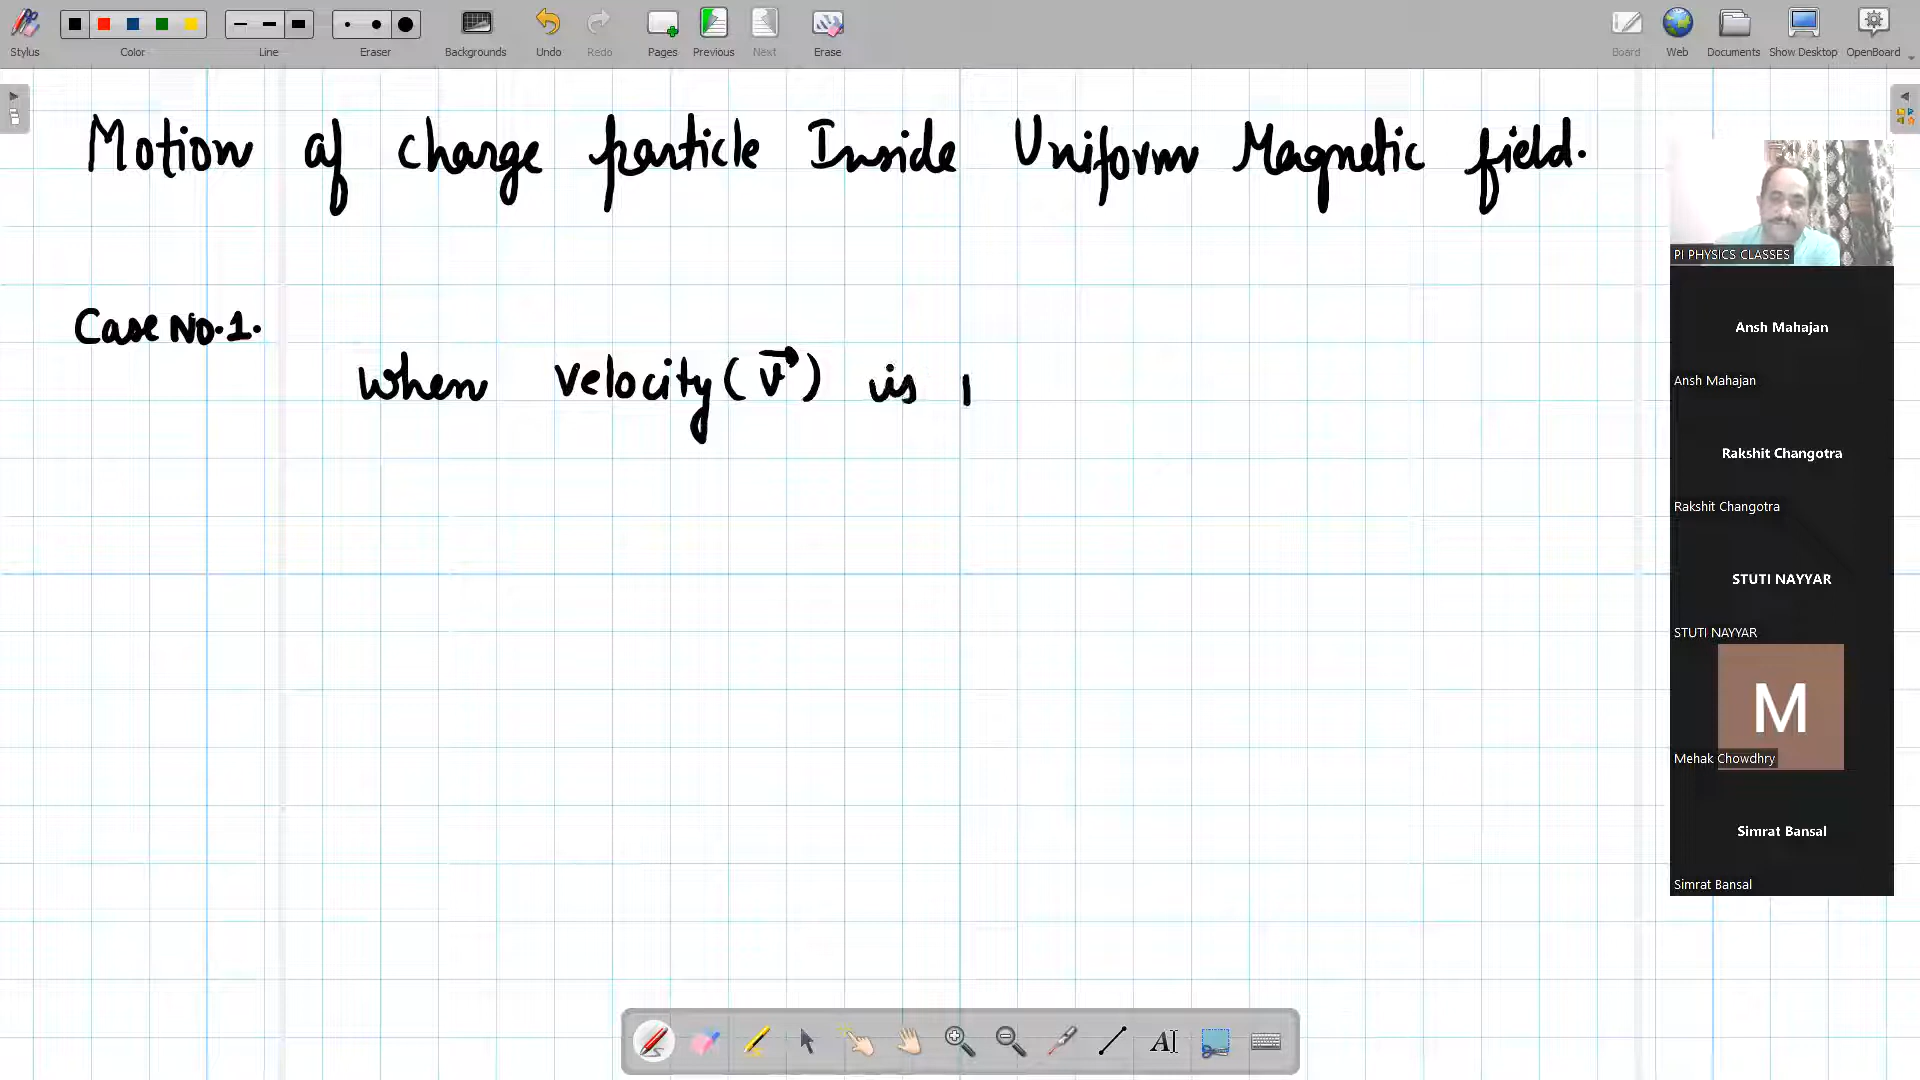 Stylus
Color
Line
Eraser
Backgrounds
Undo
Redo
Pages
Previous
Next
Erase
Board
Web
Documents
Show Desktop
OpenBoard
Motion of charge particle Inside Uniform Magnetic field.
Case No. 1.
When velocity (v⃗) is
PI PHYSICS CLASSES
Ansh Mahajan
Ansh Mahajan
Rakshit Changotra
Rakshit Changotra
STUTI NAYYAR
STUTI NAYYAR
M
Mehak Chowdhry
Simrat Bansal
Simrat Bansal